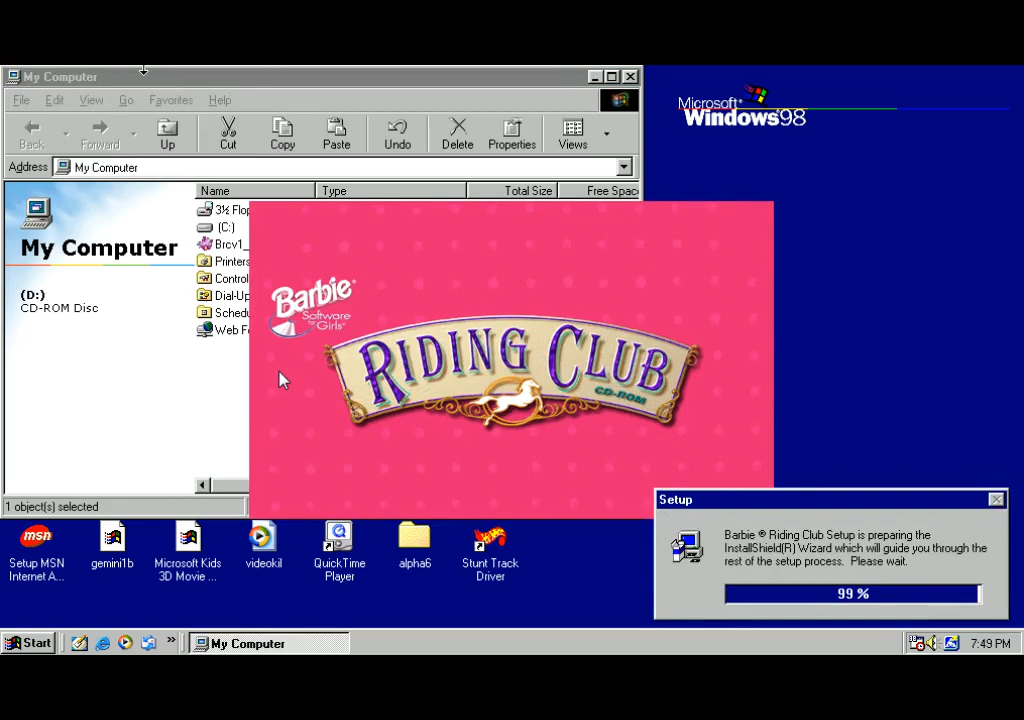 My Computer
File Edit View Go Favorites Help
Back Forward Up Cut Copy Paste Undo Delete Properties Views
Address My Computer
Name Type Total Size Free Spac
My Computer
(D:)
CD-ROM Disc
3½ Flop
(C:)
Brcv1_
Printers
Control
Dial-Up
Schedu
Web Fo
1 object(s) selected
Microsoft®
Windows 98
Barbie®
Software
for Girls®
RIDING CLUB
CD-ROM
Setup MSN
Internet A...
gemini1b
Microsoft Kids
3D Movie ...
videokil
QuickTime
Player
alpha6
Stunt Track
Driver
msn
Setup
Barbie ® Riding Club Setup is preparing the
InstallShield(R) Wizard which will guide you through the
rest of the setup process. Please wait.
99 %
Start
»
My Computer
7:49 PM